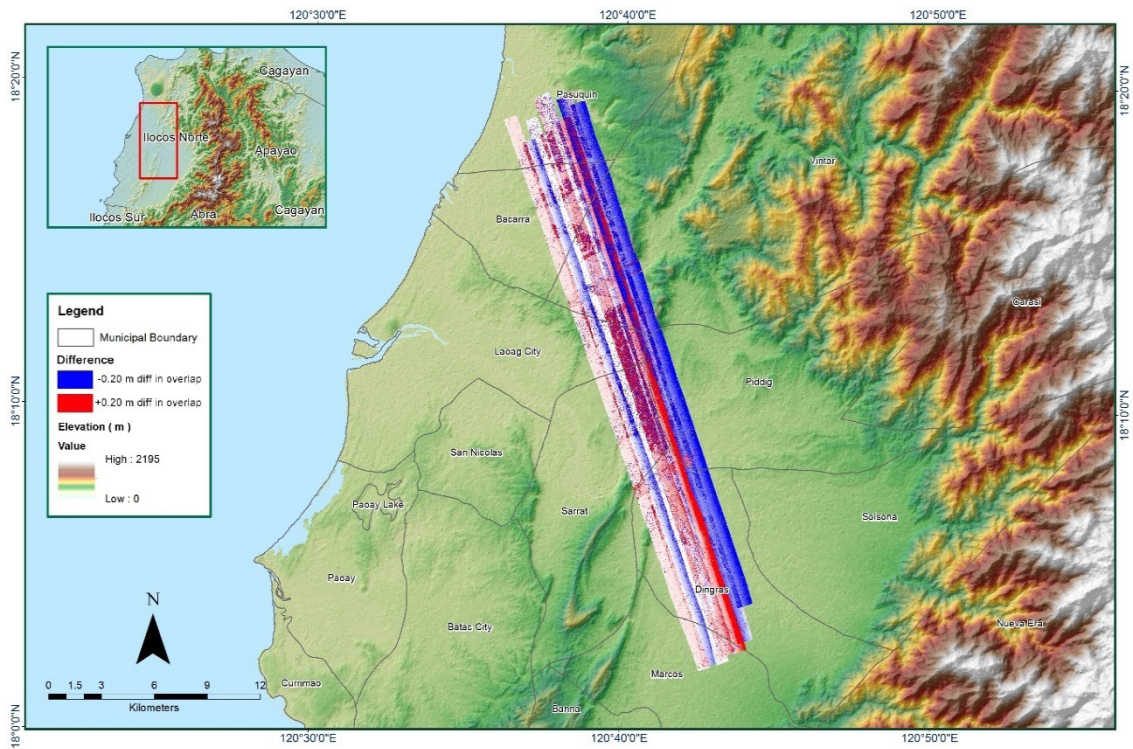 120°30'0"E
120°40'0"E
120°50'0"E
18°20'0"N
18°20'0"N
Cagayan
Ilocos Norte
Apayao
Ilocos Sur
Abra
Cagayan
Pasuquin
Vintar
Bacarra
Carasi
Legend
Municipal Boundary
Difference
-0.20 m diff in overlap
+0.20 m diff in overlap
Elevation ( m )
Value
High : 2195
Low : 0
Laoag City
Piddig
18°10'0"N
18°10'0"N
San Nicolas
Paoay Lake
Sarrat
Solsona
Paoay
Dingras
N
Batac City
Nueva Era
Marcos
Currimao
Banna
0 1.5 3 6 9 12
Kilometers
18°0'0"N
18°0'0"N
120°30'0"E
120°40'0"E
120°50'0"E